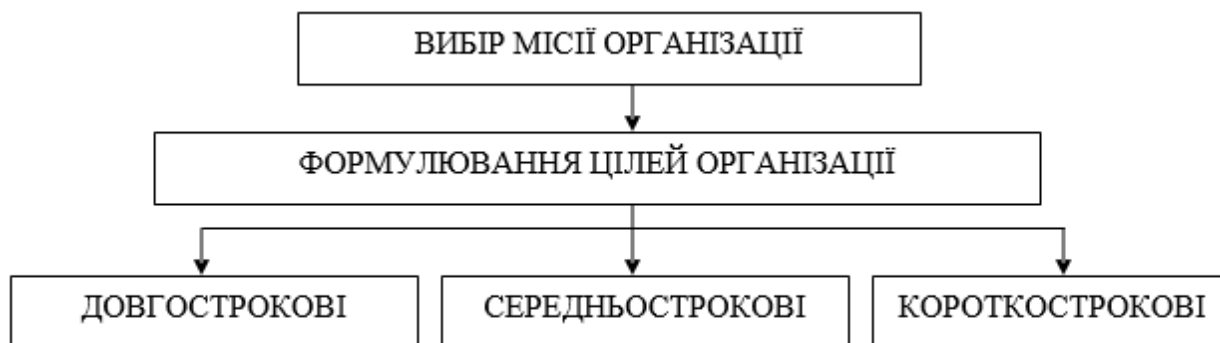 ВИБІР МІСІЇ ОРГАНІЗАЦІЇ
ФОРМУЛЮВАННЯ ЦІЛЕЙ ОРГАНІЗАЦІЇ
ДОВГОСТРОКОВІ
СЕРЕДНЬОСТРОКОВІ
КОРОТКОСТРОКОВІ